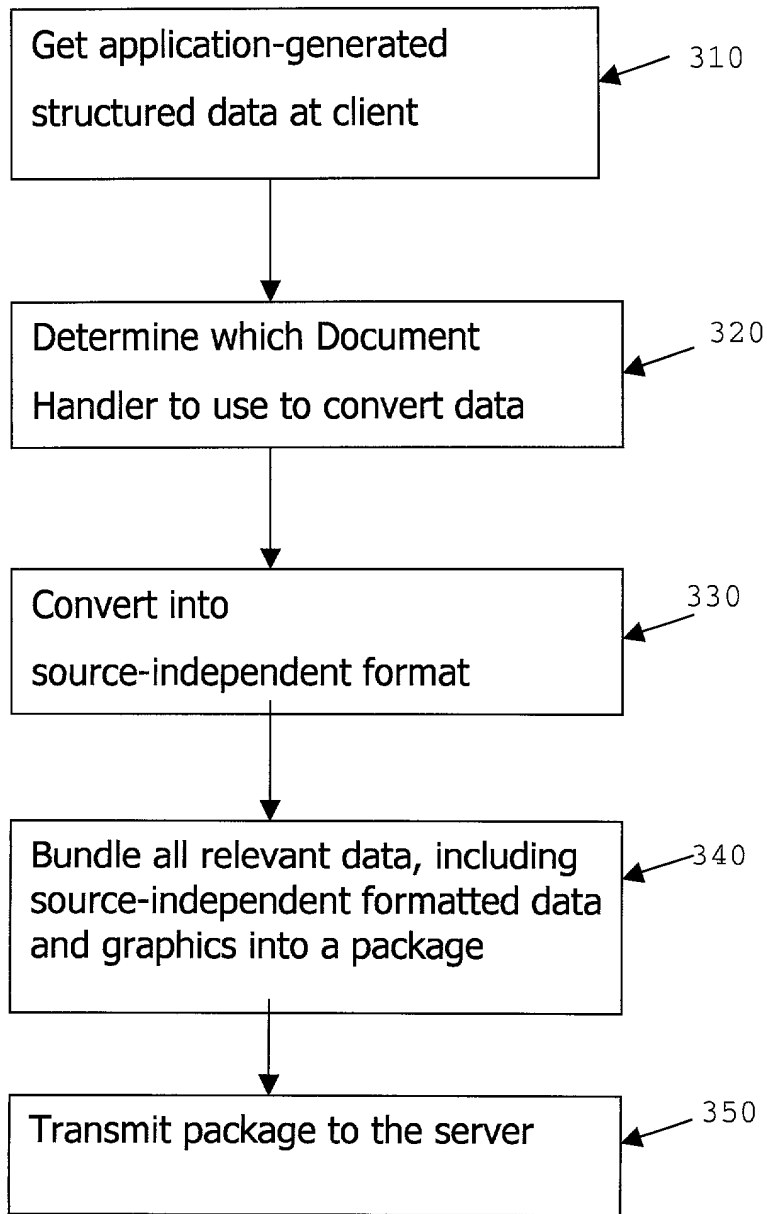 Get application-generated
structured data at client
310
Determine which Document
Handler to use to convert data
320
Convert into
source-independent format
330
Bundle all relevant data, including
source-independent formatted data
and graphics into a package
340
Transmit package to the server
350